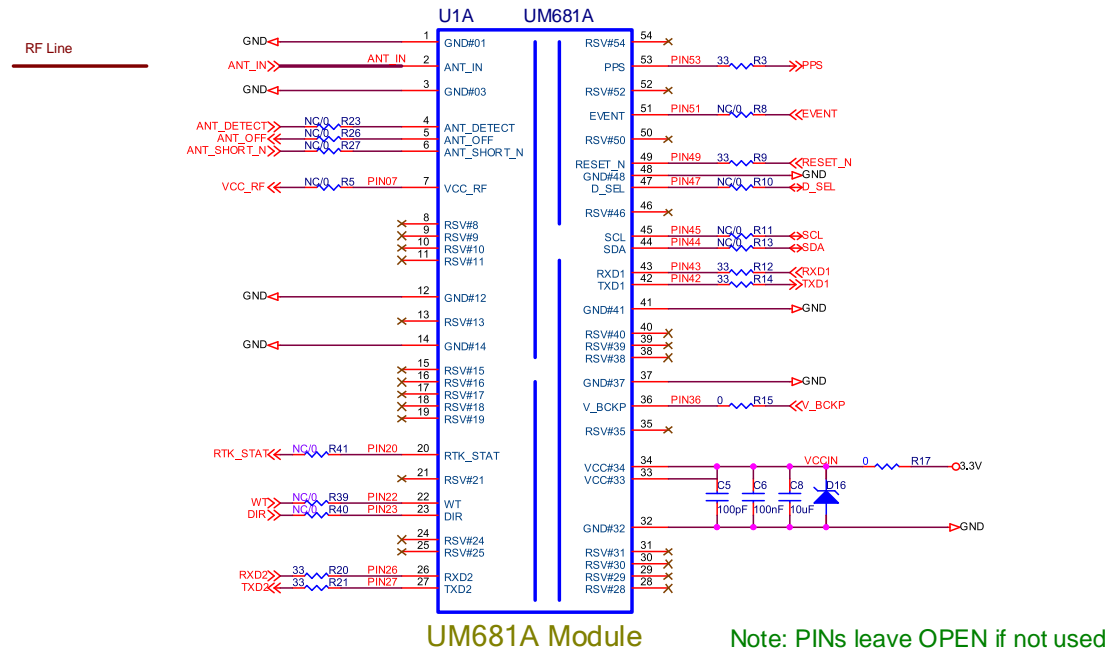 U1A UM681A
RF Line
GND 1 GND#01
ANT_IN ANT_IN 2 ANT_IN
GND 3 GND#03
ANT_DETECT NC/0 R23 4 ANT_DETECT
ANT_OFF NC/0 R26 5 ANT_OFF
ANT_SHORT_N NC/0 R27 6 ANT_SHORT_N
VCC_RF NC/0 R5 PIN07 7 VCC_RF
8 RSV#8
9 RSV#9
10 RSV#10
11 RSV#11
GND 12 GND#12
13 RSV#13
GND 14 GND#14
15 RSV#15
16 RSV#16
17 RSV#17
18 RSV#18
19 RSV#19
RTK_STAT NC/0 R41 PIN20 20 RTK_STAT
21 RSV#21
WT NC/0 R39 PIN22 22 WT
DIR NC/0 R40 PIN23 23 DIR
24 RSV#24
25 RSV#25
RXD2 33 R20 PIN26 26 RXD2
TXD2 33 R21 PIN27 27 TXD2
RSV#54 54
PPS 53 PIN53 33 R3 PPS
RSV#52 52
EVENT 51 PIN51 NC/0 R8 EVENT
RSV#50 50
RESET_N 49 PIN49 33 R9 RESET_N
GND#48 48 GND
D_SEL 47 PIN47 NC/0 R10 D_SEL
RSV#46 46
SCL 45 PIN45 NC/0 R11 SCL
SDA 44 PIN44 NC/0 R13 SDA
RXD1 43 PIN43 33 R12 RXD1
TXD1 42 PIN42 33 R14 TXD1
GND#41 41 GND
RSV#40 40
RSV#39 39
RSV#38 38
GND#37 37 GND
V_BCKP 36 PIN36 0 R15 V_BCKP
RSV#35 35
VCC#34 34 VCCIN 0 R17 3.3V
VCC#33 33
C5 C6 C8 D16
100pF 100nF 10uF
GND#32 32 GND
RSV#31 31
RSV#30 30
RSV#29 29
RSV#28 28
UM681A Module
Note: PINs leave OPEN if not used